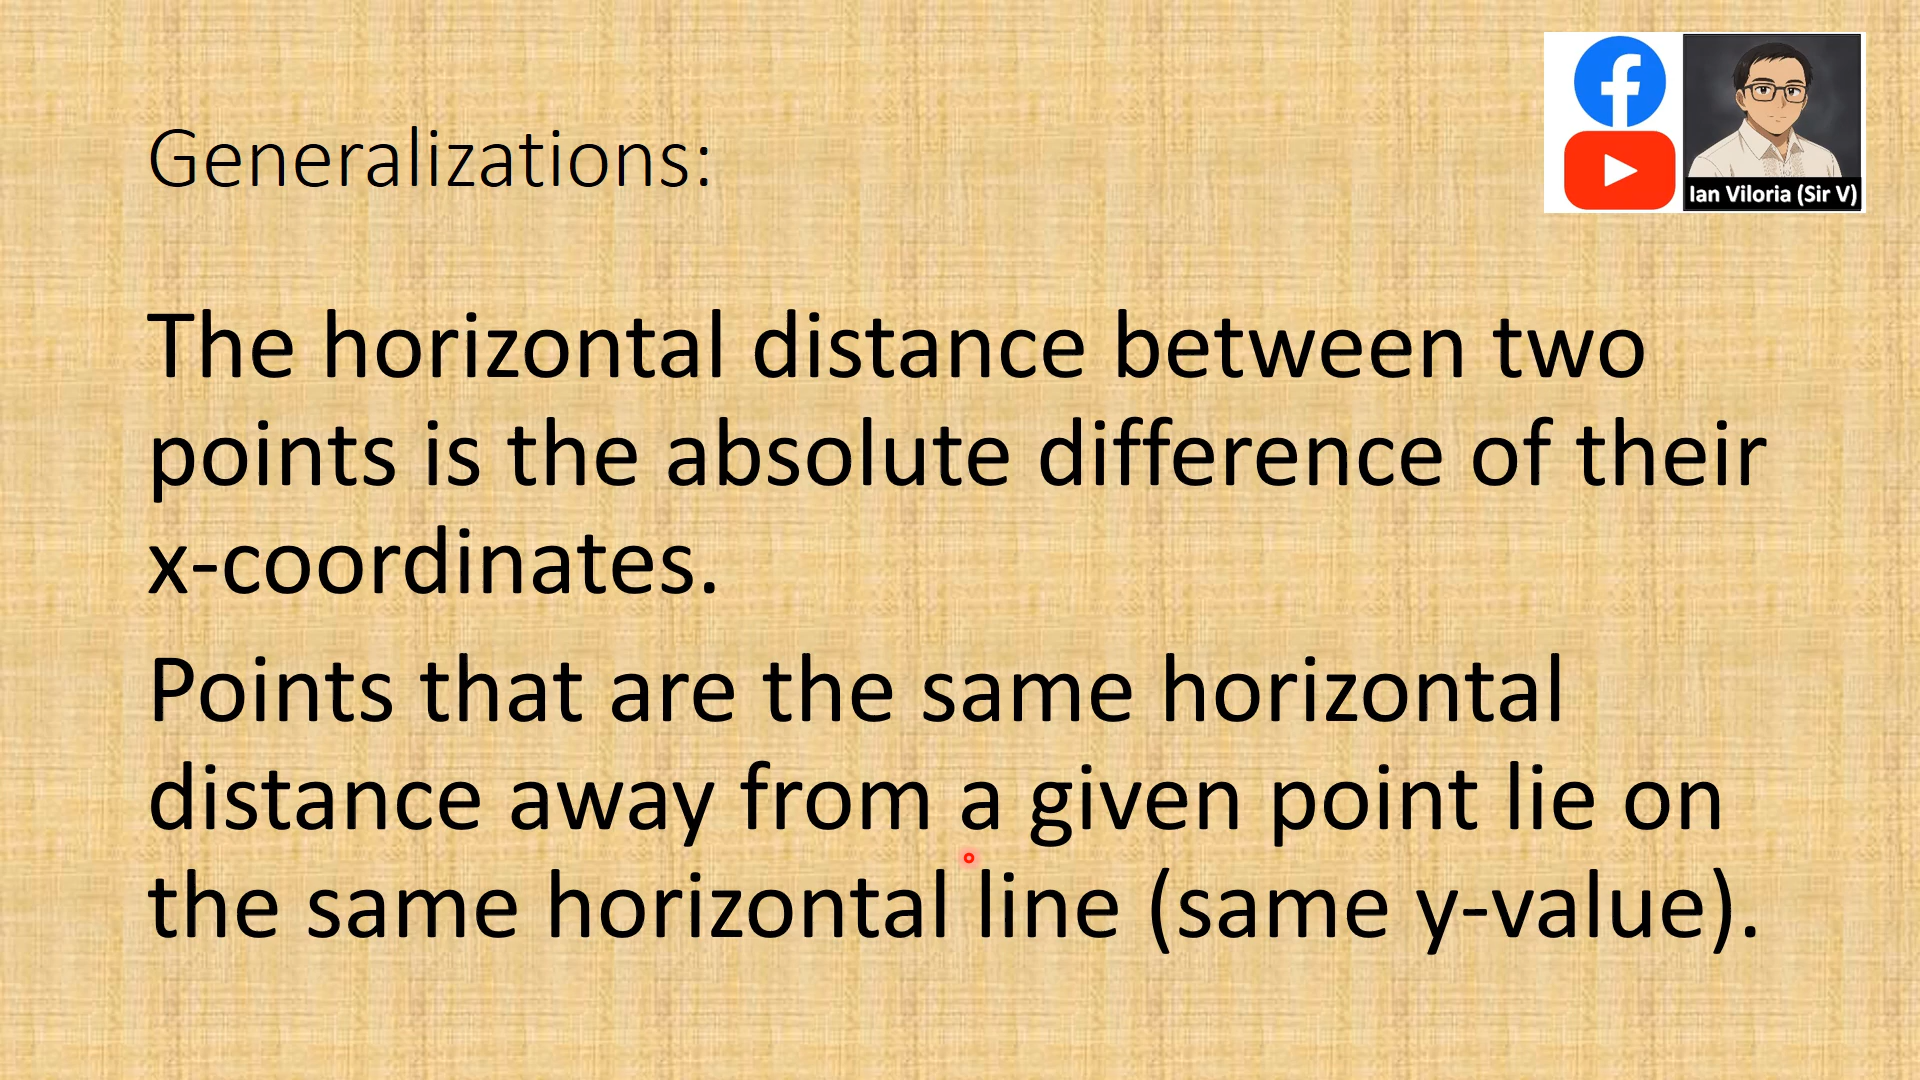 Generalizations:
Ian Viloria (Sir V)
The horizontal distance between two
points is the absolute difference of their
x-coordinates.
Points that are the same horizontal
distance away from a given point lie on
the same horizontal line (same y-value).